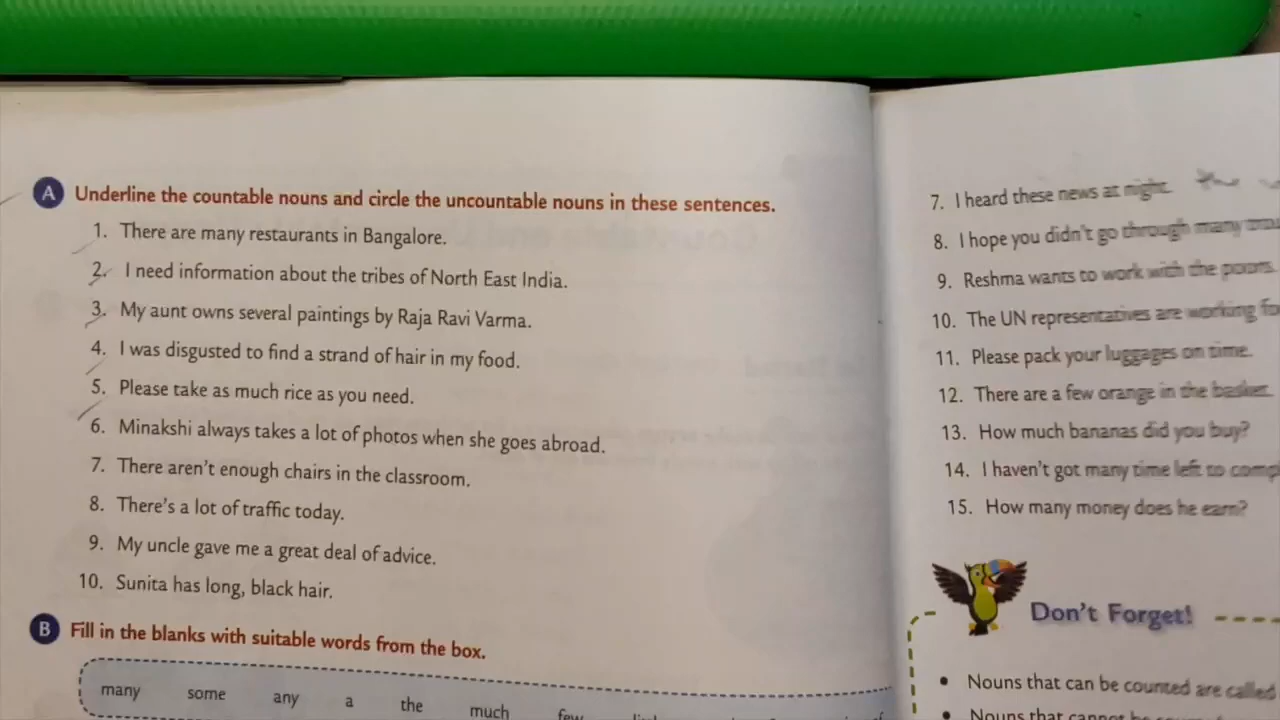 A Underline the countable nouns and circle the uncountable nouns in these sentences.
1. There are many restaurants in Bangalore.
2. I need information about the tribes of North East India.
3. My aunt owns several paintings by Raja Ravi Varma.
4. I was disgusted to find a strand of hair in my food.
5. Please take as much rice as you need.
6. Minakshi always takes a lot of photos when she goes abroad.
7. There aren't enough chairs in the classroom.
8. There's a lot of traffic today.
9. My uncle gave me a great deal of advice.
10. Sunita has long, black hair.
B Fill in the blanks with suitable words from the box.
many some any a the much few
7. I heard these news at night.
8. I hope you didn't go through many
9. Reshma wants to work with the poors.
10. The UN representatives are working
11. Please pack your luggages on time.
12. There are a few orange in the basket.
13. How much bananas did you buy?
14. I haven't got many time left to
15. How many money does he earn?
Don't Forget!
• Nouns that can be counted are called
• Nouns that cannot be